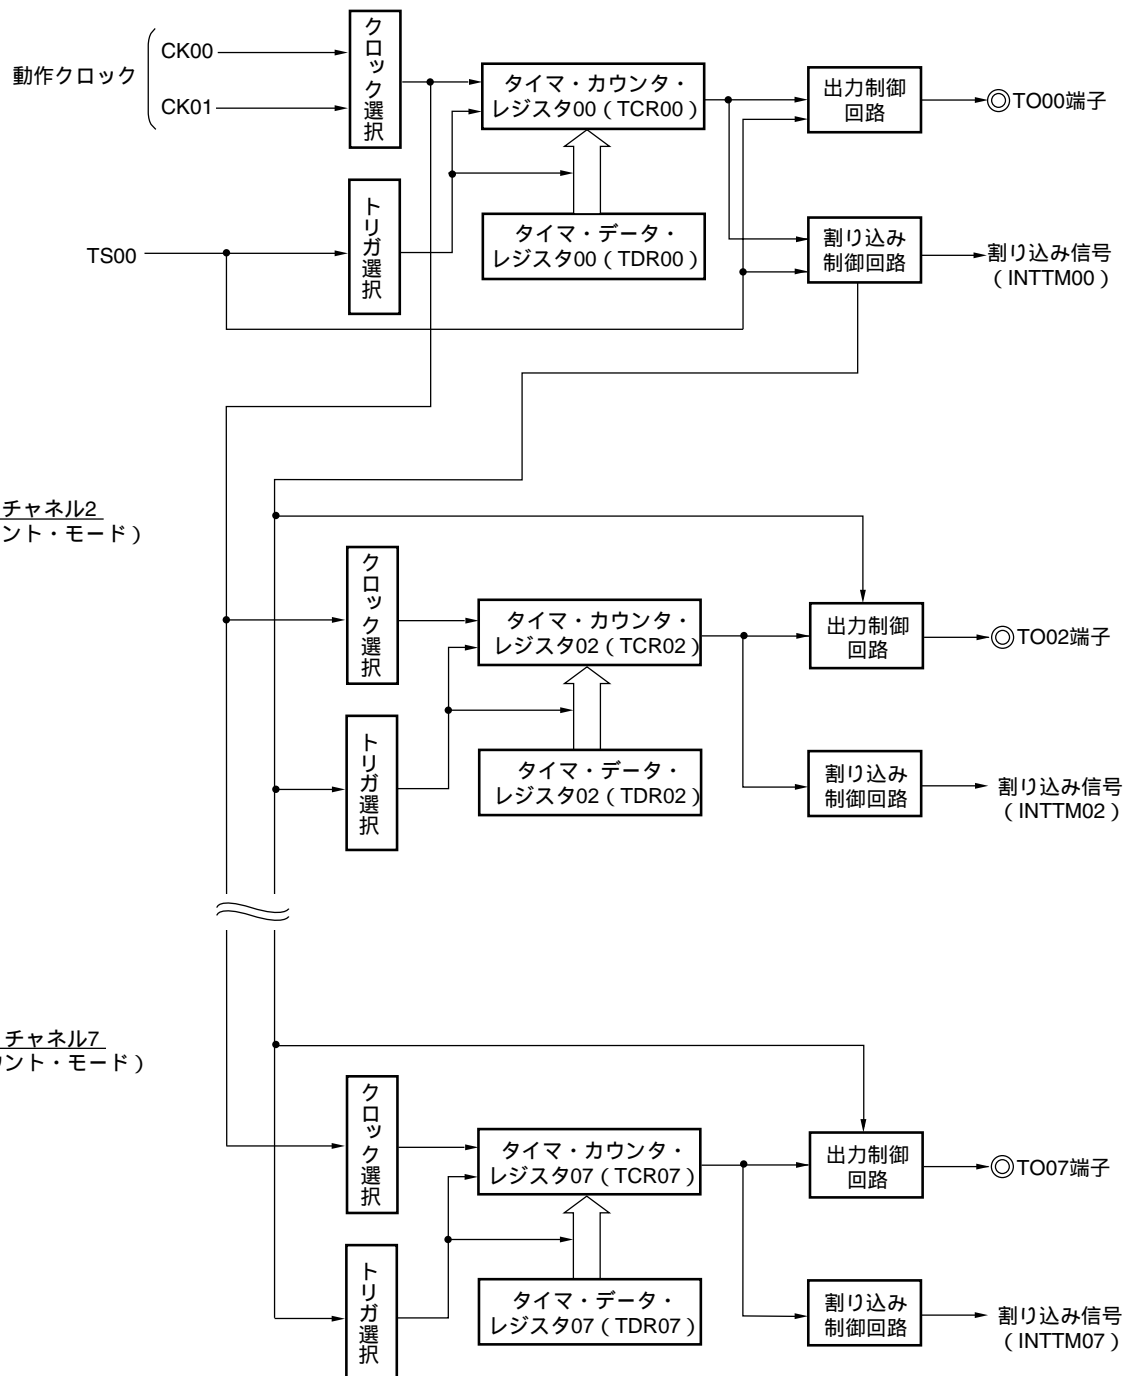 動作クロック
CK00
CK01
クロック選択
タイマ・カウンタ・
レジスタ00(TCR00)
出力制御
回路
TO00端子
TS00
トリガ選択
タイマ・データ・
レジスタ00(TDR00)
割り込み
制御回路
割り込み信号
(INTTM00)
チャネル2
ント・モード)
クロック選択
タイマ・カウンタ・
レジスタ02(TCR02)
出力制御
回路
TO02端子
トリガ選択
タイマ・データ・
レジスタ02(TDR02)
割り込み
制御回路
割り込み信号
(INTTM02)
チャネル7
ント・モード)
クロック選択
タイマ・カウンタ・
レジスタ07(TCR07)
出力制御
回路
TO07端子
トリガ選択
タイマ・データ・
レジスタ07(TDR07)
割り込み
制御回路
割り込み信号
(INTTM07)